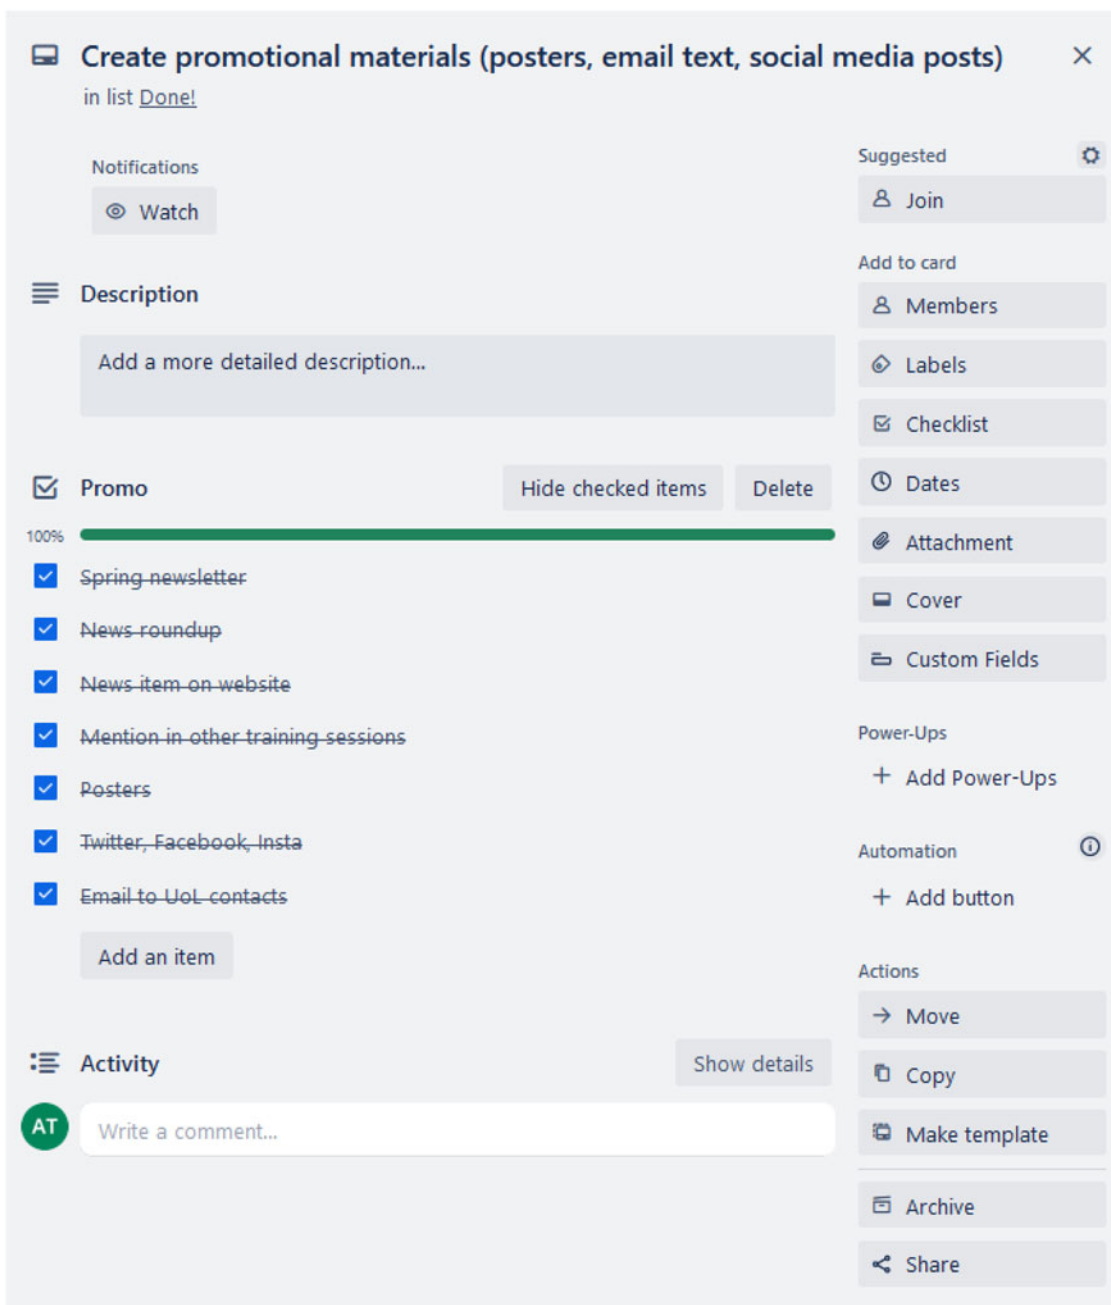 Create promotional materials (posters, email text, social media posts)
in list Done!
Notifications
Watch
Description
Add a more detailed description...
Promo
Hide checked items
Delete
100%
Spring newsletter
News roundup
News item on website
Mention in other training sessions
Posters
Twitter, Facebook, Insta
Email to UoL contacts
Add an item
Activity
Show details
AT
Write a comment...
Suggested
Join
Add to card
Members
Labels
Checklist
Dates
Attachment
Cover
Custom Fields
Power-Ups
+ Add Power-Ups
Automation
+ Add button
Actions
Move
Copy
Make template
Archive
Share